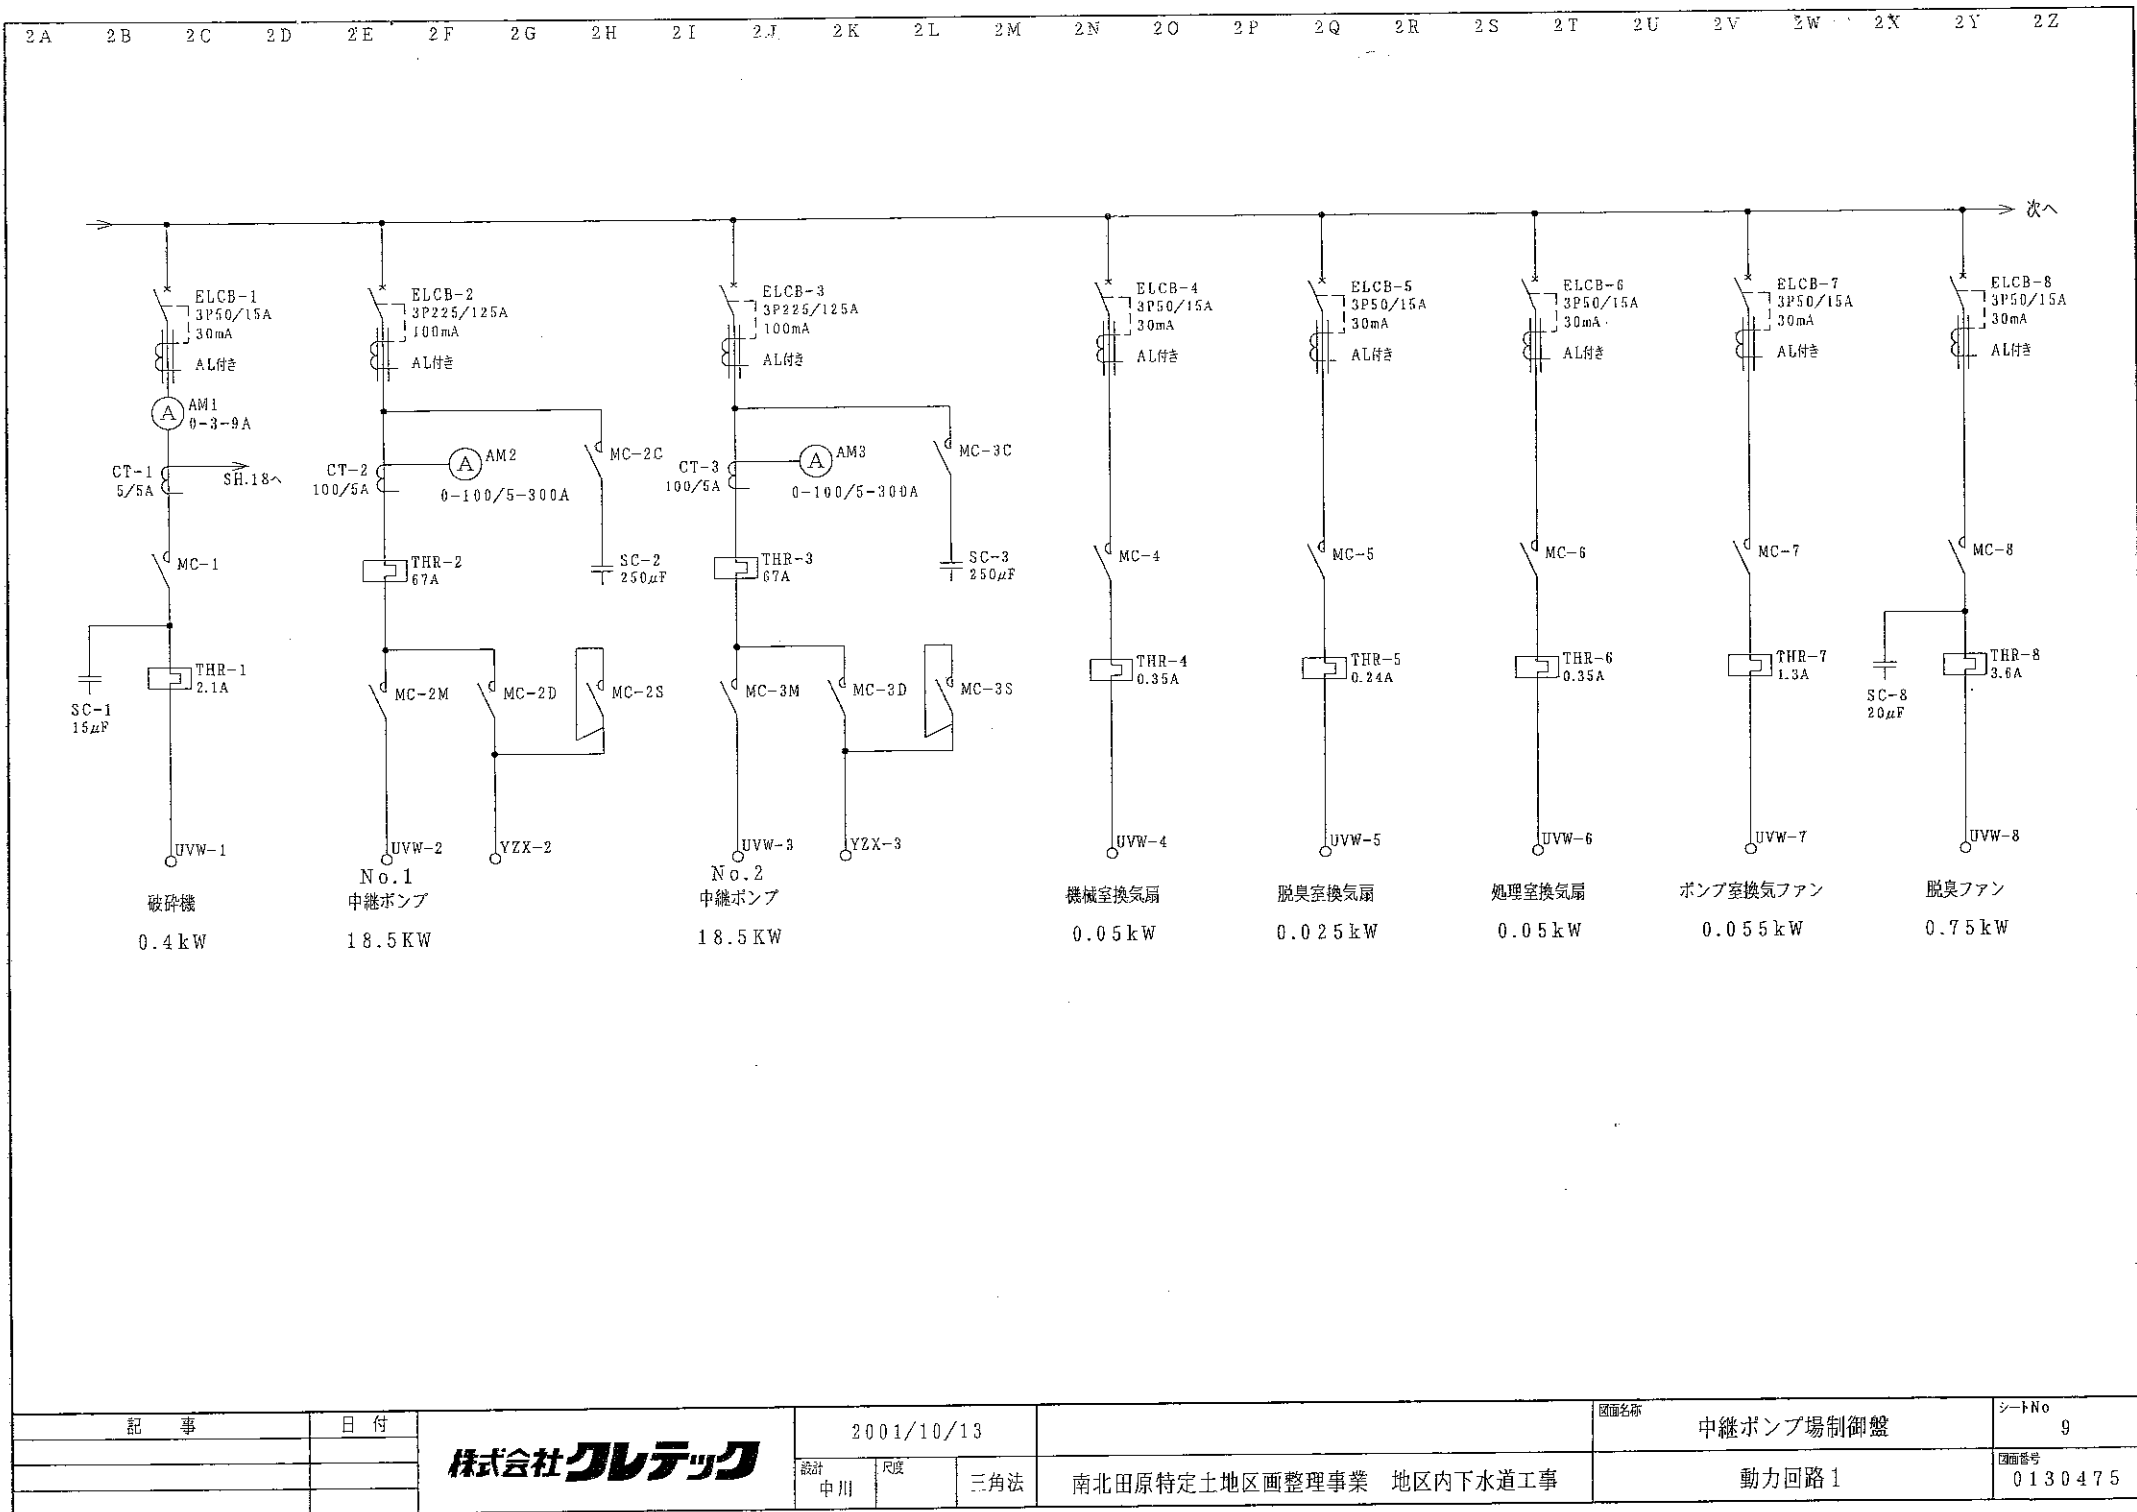 2A 2B 2C 2D 2E 2F 2G 2H 2I 2J 2K 2L 2M 2N 2O 2P 2Q 2R 2S 2T 2U 2V 2W 2X 2Y 2Z
次へ
ELCB-1
3P50/15A
30mA
AL付き
A
AM1
0-3-9A
CT-1
5/5A
SH.18へ
MC-1
THR-1
2.1A
SC-1
15μF
UVW-1
破砕機
0.4kW
ELCB-2
3P225/125A
100mA
AL付き
CT-2
100/5A
A
AM2
0-100/5-300A
MC-2C
THR-2
67A
SC-2
250μF
MC-2M
MC-2D
MC-2S
UVW-2
YZX-2
No.1
中継ポンプ
18.5KW
ELCB-3
3P225/125A
100mA
AL付き
CT-3
100/5A
A
AM3
0-100/5-300A
MC-3C
THR-3
67A
SC-3
250μF
MC-3M
MC-3D
MC-3S
UVW-3
YZX-3
No.2
中継ポンプ
18.5KW
ELCB-4
3P50/15A
30mA
AL付き
MC-4
THR-4
0.35A
UVW-4
機械室換気扇
0.05kW
ELCB-5
3P50/15A
30mA
AL付き
MC-5
THR-5
0.24A
UVW-5
脱臭室換気扇
0.025kW
ELCB-6
3P50/15A
30mA
AL付き
MC-6
THR-6
0.35A
UVW-6
処理室換気扇
0.05kW
ELCB-7
3P50/15A
30mA
AL付き
MC-7
THR-7
1.3A
UVW-7
ポンプ室換気ファン
0.055kW
ELCB-8
3P50/15A
30mA
AL付き
MC-8
THR-8
3.6A
SC-8
20μF
UVW-8
脱臭ファン
0.75kW
記 事
日 付
株式会社クレテック
2001/10/13
設計
中川
尺度
三角法
南北田原特定土地区画整理事業 地区内下水道工事
図面名称
中継ポンプ場制御盤
動力回路1
シートNo
9
図面番号
0130475